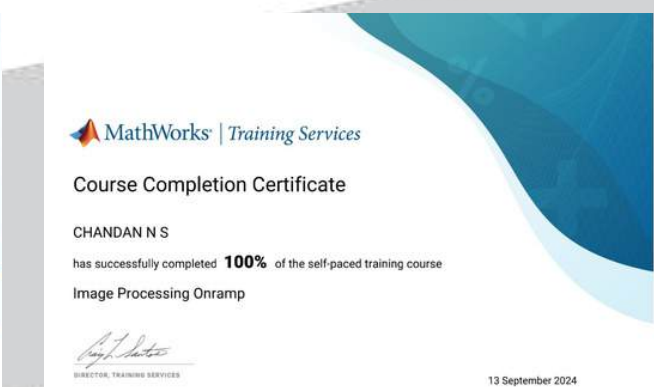 MathWorks® | Training Services
Course Completion Certificate
CHANDAN N S
has successfully completed 100% of the self-paced training course
Image Processing Onramp
DIRECTOR, TRAINING SERVICES
13 September 2024